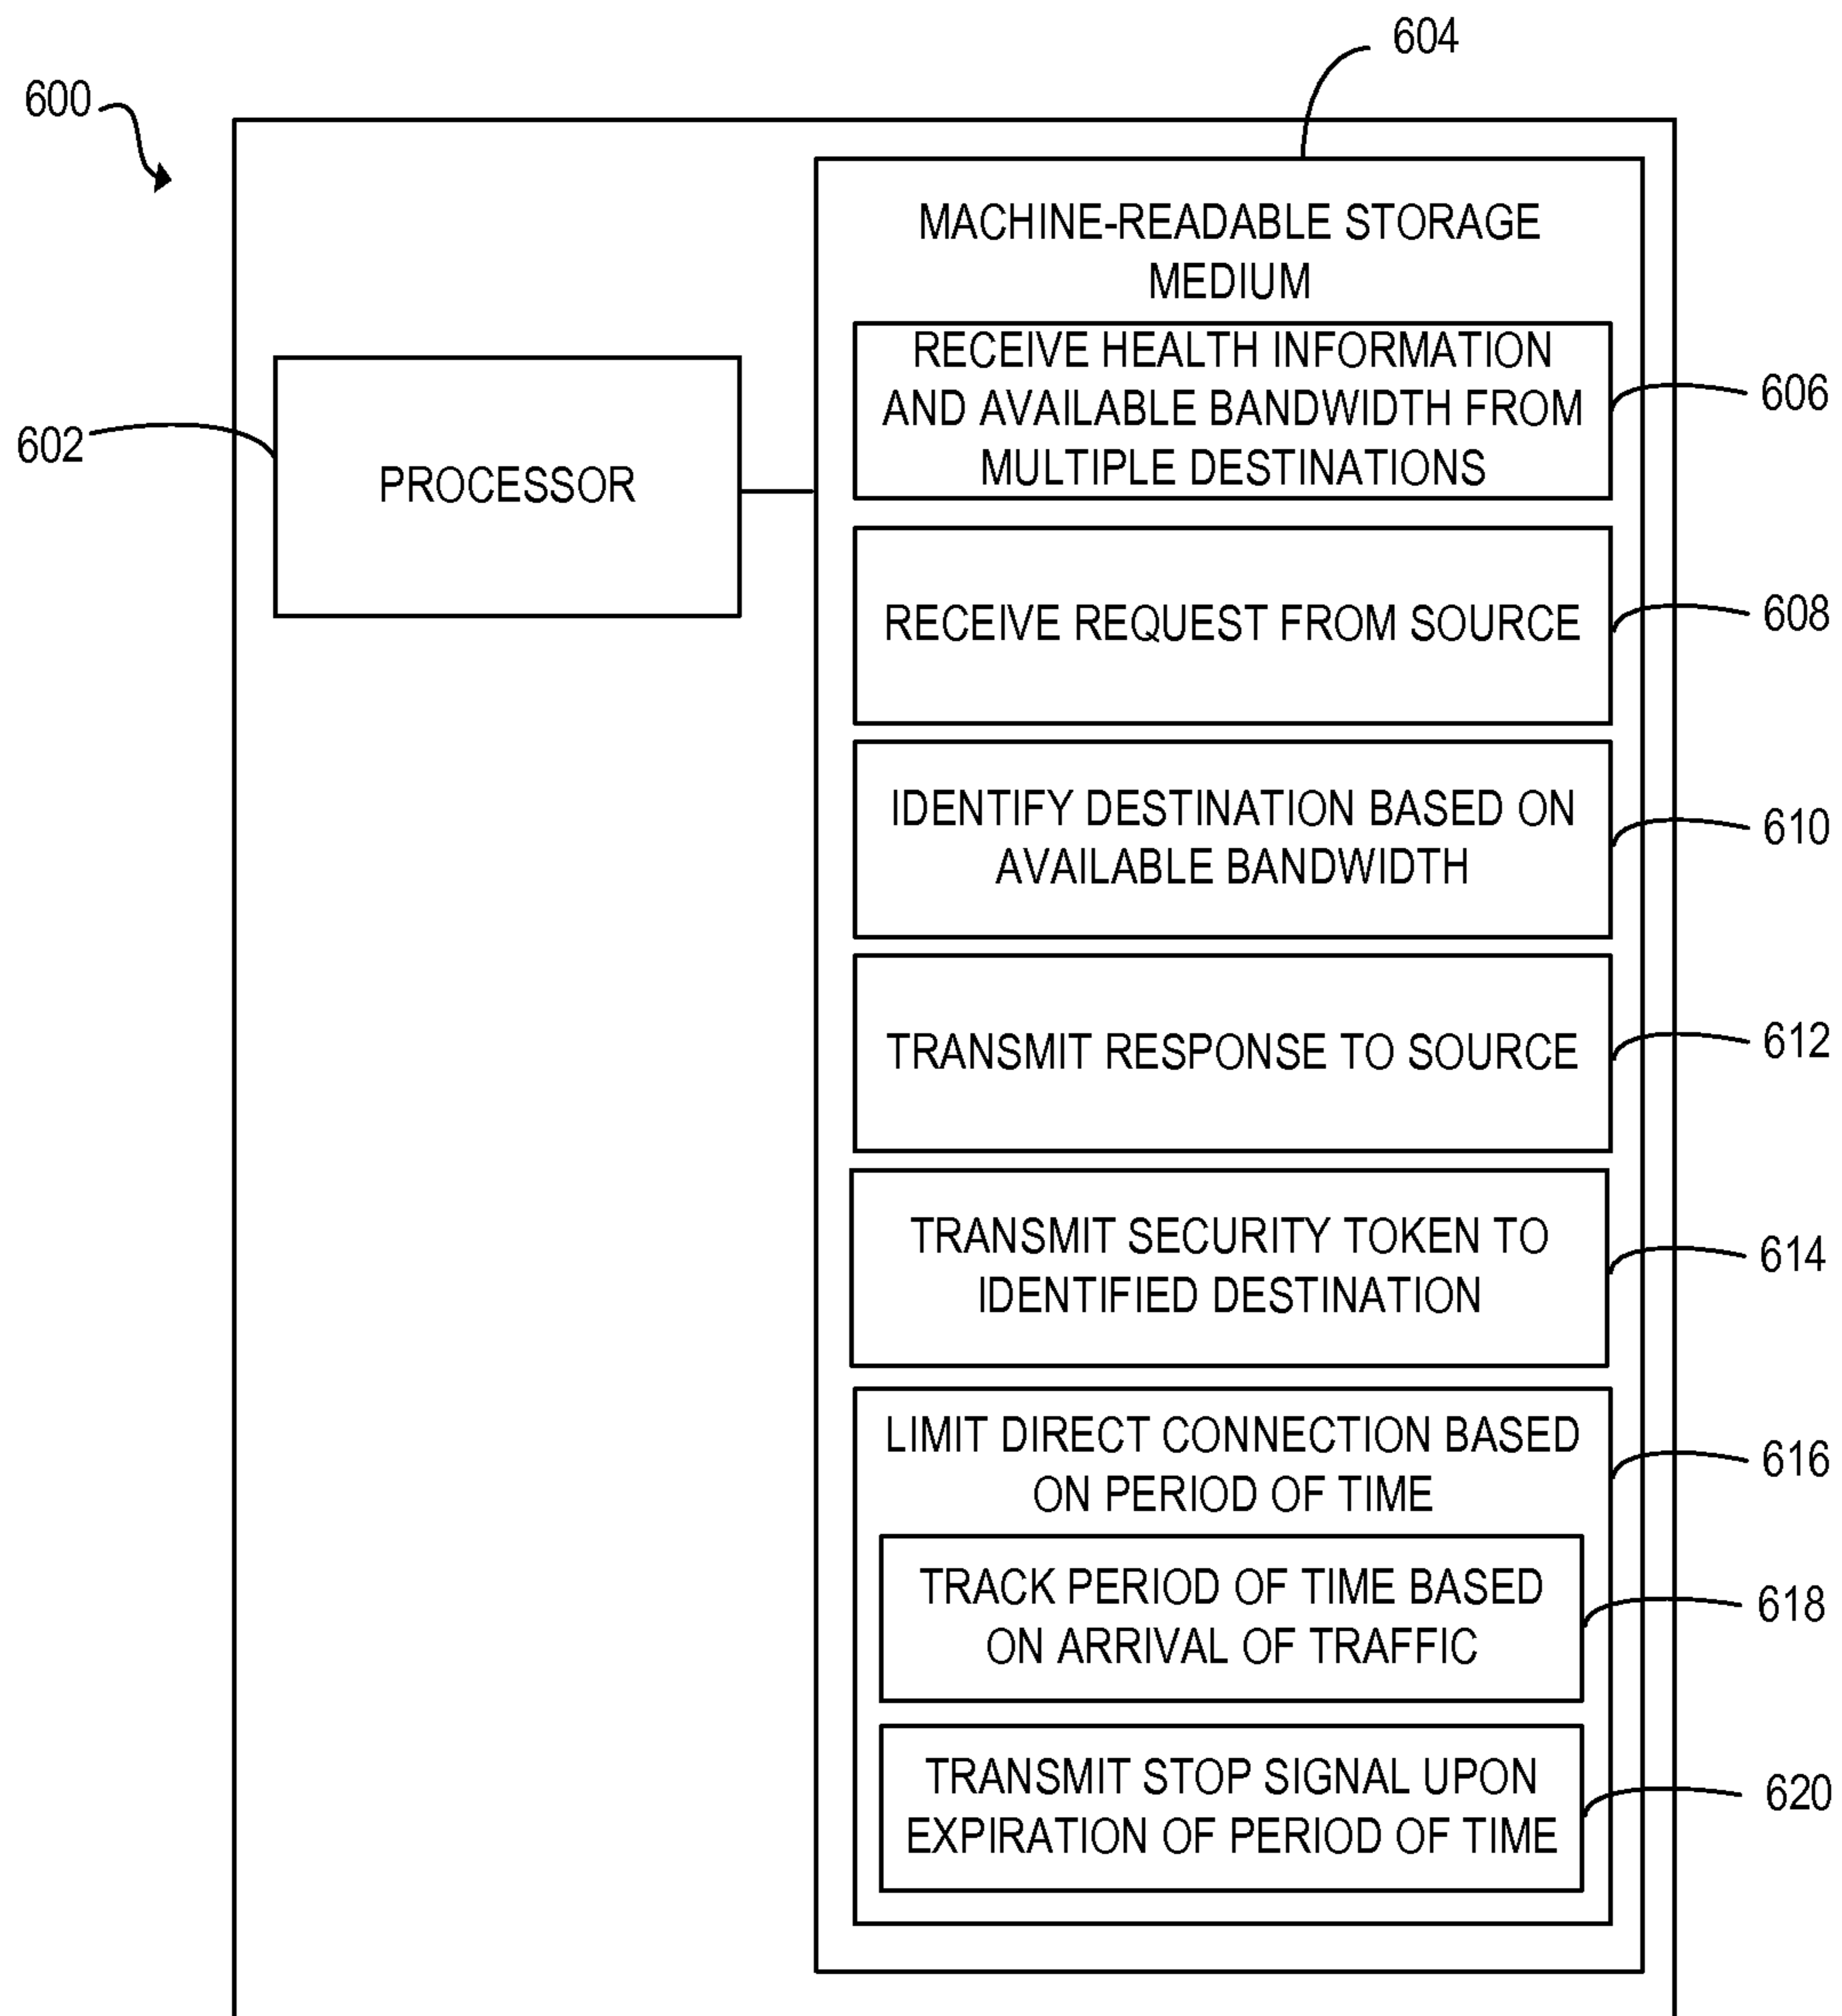 604
600
MACHINE-READABLE STORAGE
MEDIUM
RECEIVE HEALTH INFORMATION
AND AVAILABLE BANDWIDTH FROM
MULTIPLE DESTINATIONS
606
602
PROCESSOR
RECEIVE REQUEST FROM SOURCE
608
IDENTIFY DESTINATION BASED ON
AVAILABLE BANDWIDTH
610
TRANSMIT RESPONSE TO SOURCE
612
TRANSMIT SECURITY TOKEN TO
IDENTIFIED DESTINATION
614
LIMIT DIRECT CONNECTION BASED
ON PERIOD OF TIME
616
TRACK PERIOD OF TIME BASED
ON ARRIVAL OF TRAFFIC
618
TRANSMIT STOP SIGNAL UPON
EXPIRATION OF PERIOD OF TIME
620